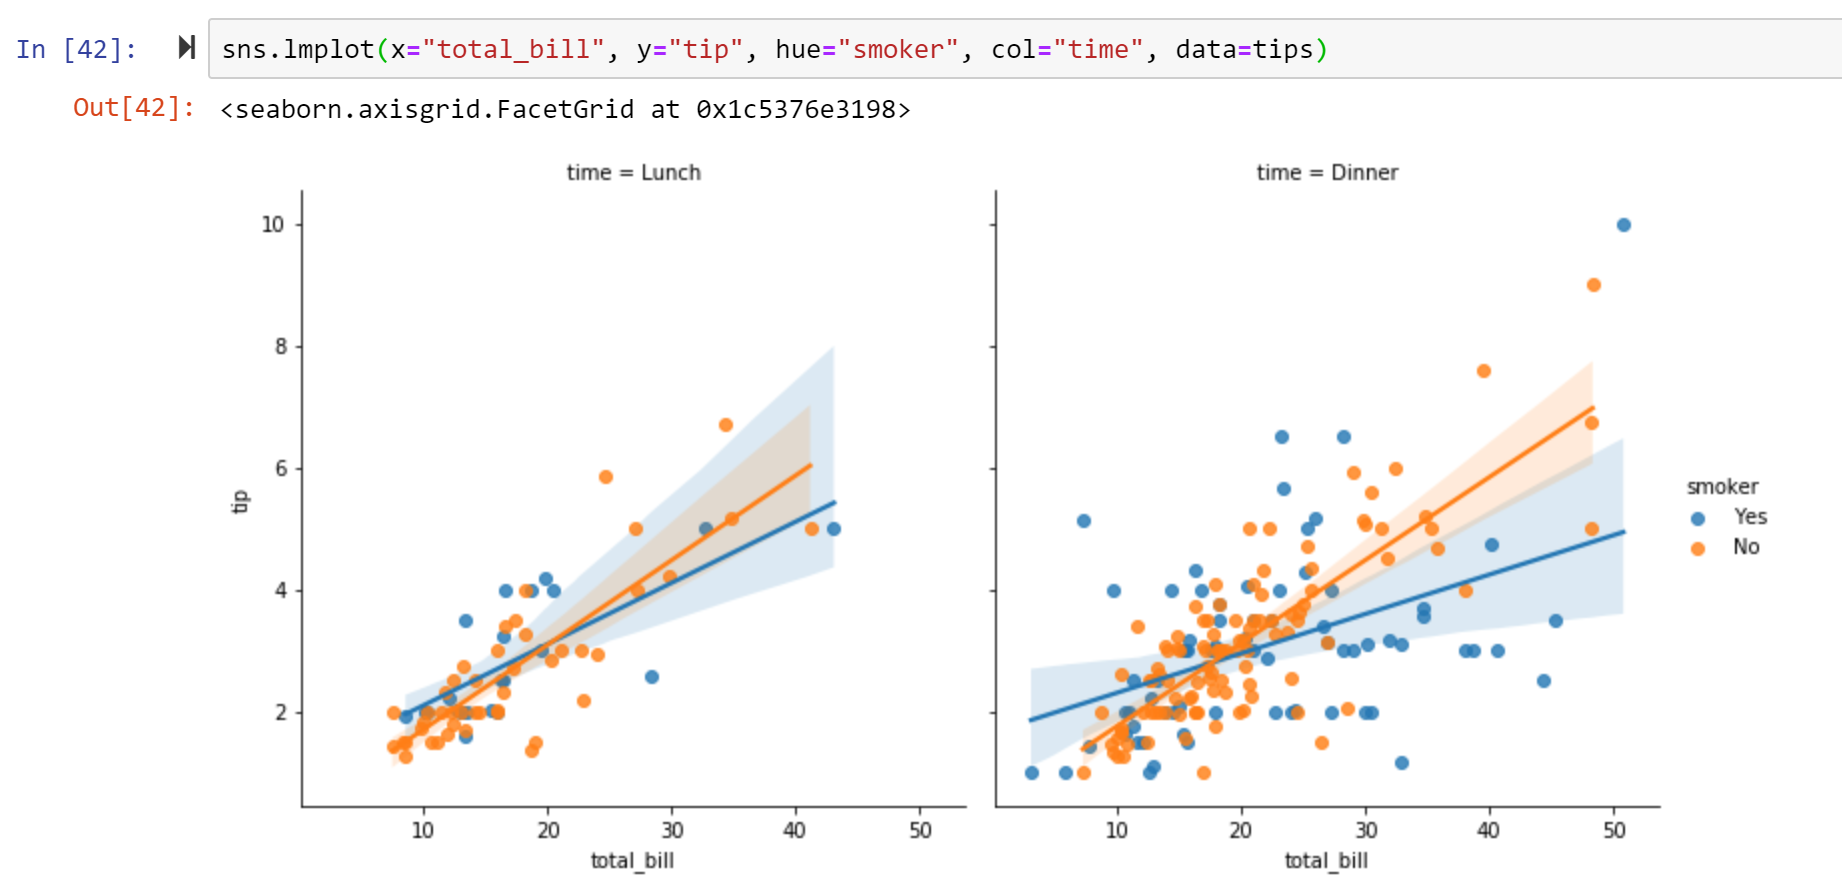 In [42]: sns.lmplot(x="total_bill", y="tip", hue="smoker", col="time", data=tips)
Out[42]: <seaborn.axisgrid.FacetGrid at 0x1c5376e3198>
time = Lunch
10
8
6
4
2
tip
10 20 30 40 50
total_bill
time = Dinner
10 20 30 40 50
total_bill
smoker
Yes
No